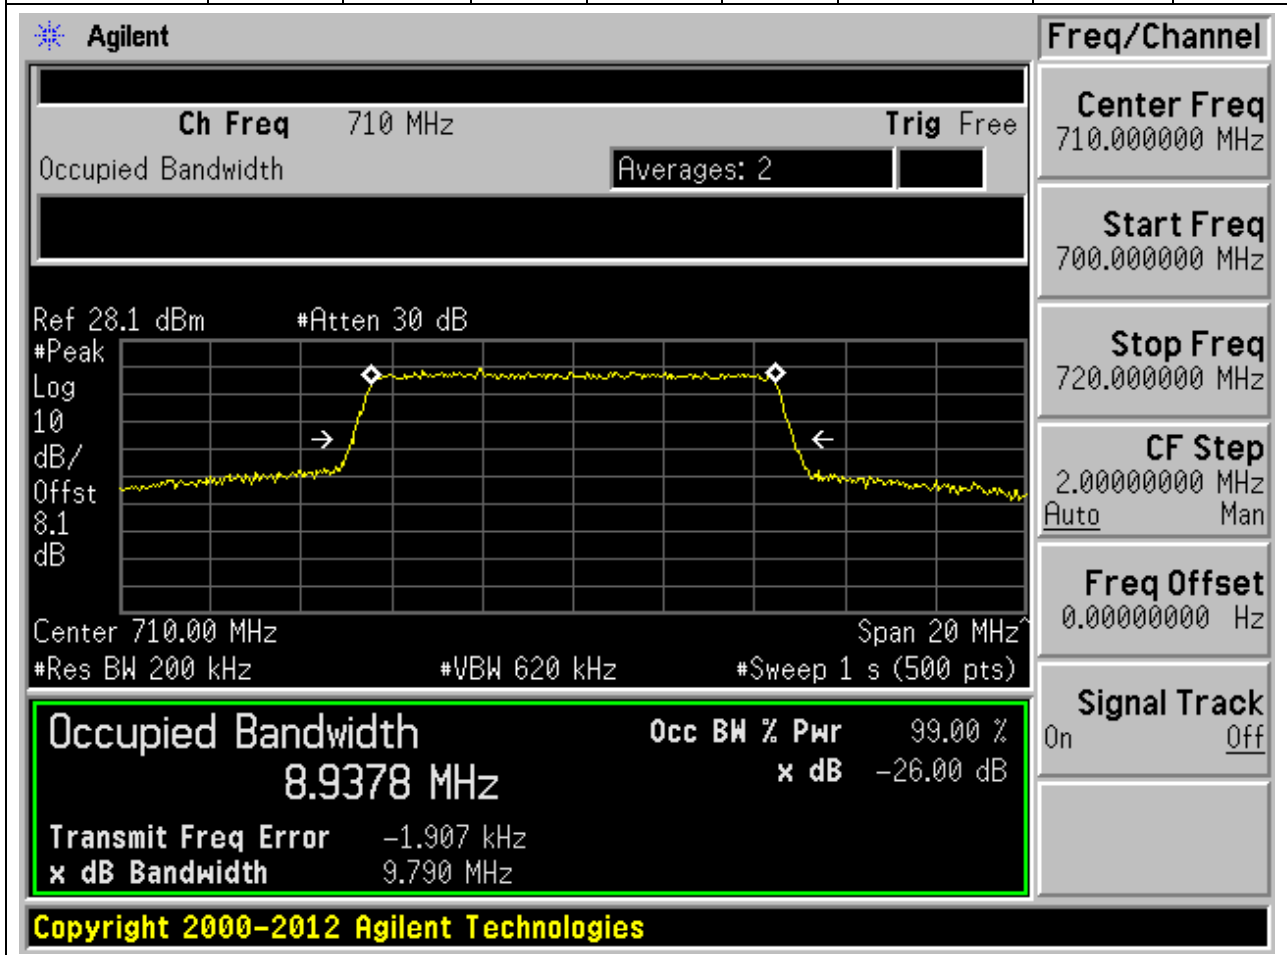 Agilent
Freq/Channel
Ch Freq 710 MHz Trig Free
Occupied Bandwidth Averages: 2
Ref 28.1 dBm #Atten 30 dB
#Peak
Log
10
dB/
Offst
8.1
dB
Center 710.00 MHz Span 20 MHz^
#Res BW 200 kHz #VBW 620 kHz #Sweep 1 s (500 pts)
Occupied Bandwidth Occ BW % Pwr 99.00 %
8.9378 MHz x dB -26.00 dB
Transmit Freq Error -1.907 kHz
x dB Bandwidth 9.790 MHz
Copyright 2000-2012 Agilent Technologies
Center Freq
710.000000 MHz
Start Freq
700.000000 MHz
Stop Freq
720.000000 MHz
CF Step
2.00000000 MHz
Auto Man
Freq Offset
0.00000000 Hz
Signal Track
On Off